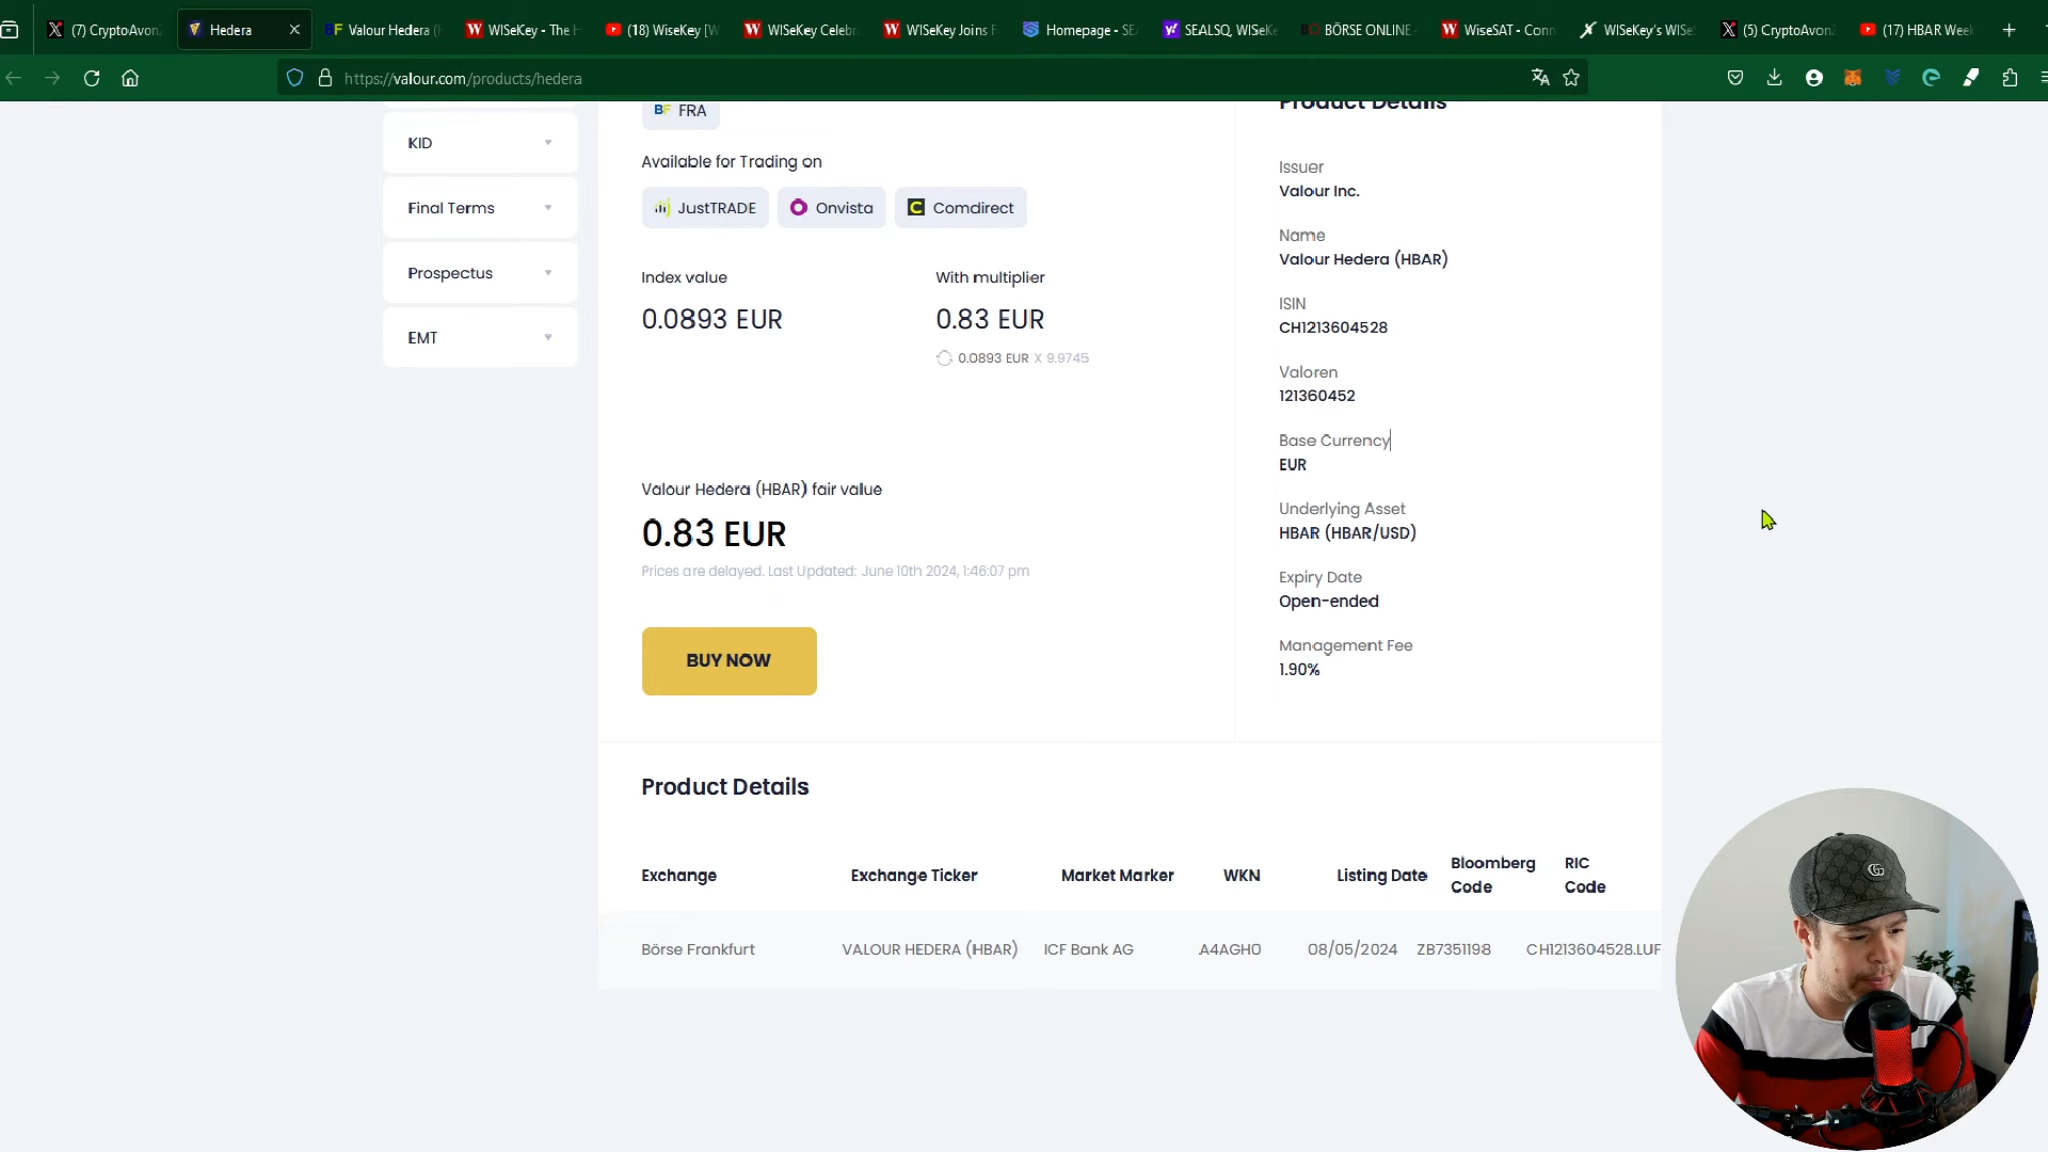 (7) CryptoAvon
Hedera
Valour Hedera (
WISeKey - The H
(18) WiseKey [W
WISeKey Celebr
WISeKey Joins F
Homepage - SE
SEALSQ, WISeKe
BÖRSE ONLINE -
WiseSAT - Conn
WISeKey's WISe
(5) CryptoAvon
(17) HBAR Week
https://valour.com/products/hedera
KID
Final Terms
Prospectus
EMT
BF FRA
Available for Trading on
JustTRADE
Onvista
Comdirect
Index value
With multiplier
0.0893 EUR
0.83 EUR
0.0893 EUR X 9.9745
Valour Hedera (HBAR) fair value
0.83 EUR
Prices are delayed. Last Updated: June 10th 2024, 1:46:07 pm
BUY NOW
Product Details
Issuer
Valour Inc.
Name
Valour Hedera (HBAR)
ISIN
CH1213604528
Valoren
121360452
Base Currency
EUR
Underlying Asset
HBAR (HBAR/USD)
Expiry Date
Open-ended
Management Fee
1.90%
Product Details
Exchange
Exchange Ticker
Market Marker
WKN
Listing Date
Bloomberg Code
RIC Code
Börse Frankfurt
VALOUR HEDERA (HBAR)
ICF Bank AG
A4AGH0
08/05/2024
ZB7351198
CH1213604528.LUF